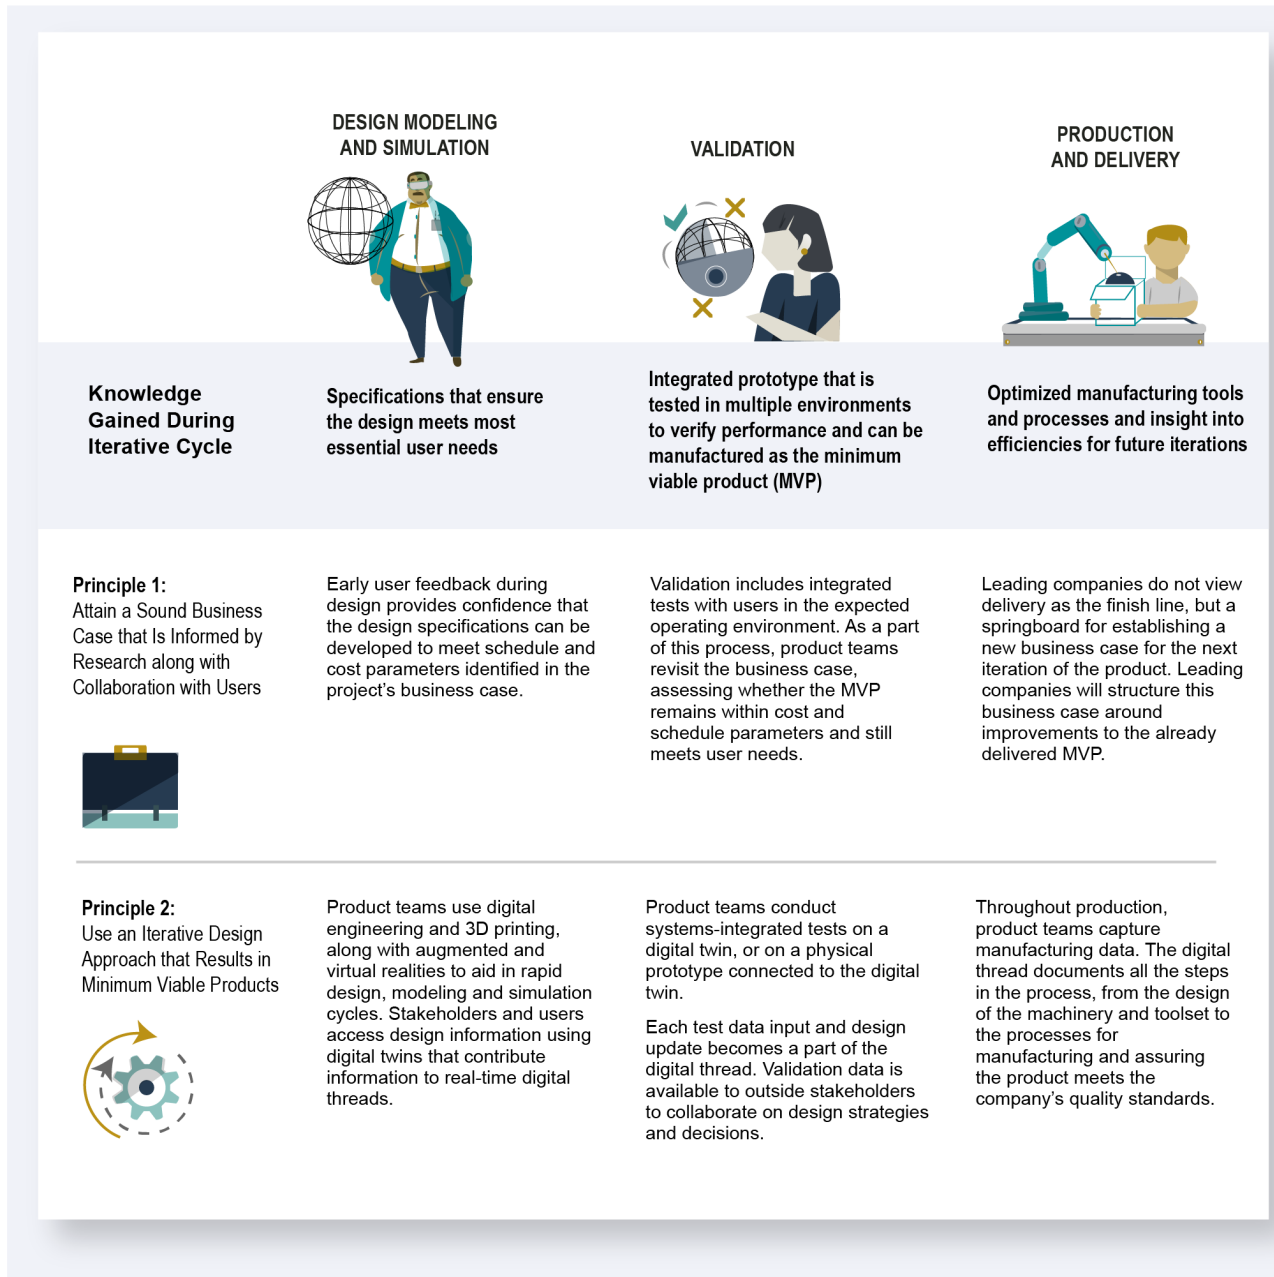 DESIGN MODELING
AND SIMULATION
VALIDATION
PRODUCTION
AND DELIVERY
Knowledge
Gained During
Iterative Cycle
Specifications that ensure
the design meets most
essential user needs
Integrated prototype that is
tested in multiple environments
to verify performance and can be
manufactured as the minimum
viable product (MVP)
Optimized manufacturing tools
and processes and insight into
efficiencies for future iterations
Principle 1:
Attain a Sound Business
Case that Is Informed by
Research along with
Collaboration with Users
Early user feedback during
design provides confidence that
the design specifications can be
developed to meet schedule and
cost parameters identified in the
project’s business case.
Validation includes integrated
tests with users in the expected
operating environment. As a part
of this process, product teams
revisit the business case,
assessing whether the MVP
remains within cost and
schedule parameters and still
meets user needs.
Leading companies do not view
delivery as the finish line, but a
springboard for establishing a
new business case for the next
iteration of the product. Leading
companies will structure this
business case around
improvements to the already
delivered MVP.
Principle 2:
Use an Iterative Design
Approach that Results in
Minimum Viable Products
Product teams use digital
engineering and 3D printing,
along with augmented and
virtual realities to aid in rapid
design, modeling and simulation
cycles. Stakeholders and users
access design information using
digital twins that contribute
information to real-time digital
threads.
Product teams conduct
systems-integrated tests on a
digital twin, or on a physical
prototype connected to the digital
twin.
Each test data input and design
update becomes a part of the
digital thread. Validation data is
available to outside stakeholders
to collaborate on design strategies
and decisions.
Throughout production,
product teams capture
manufacturing data. The digital
thread documents all the steps
in the process, from the design
of the machinery and toolset to
the processes for
manufacturing and assuring
the product meets the
company’s quality standards.